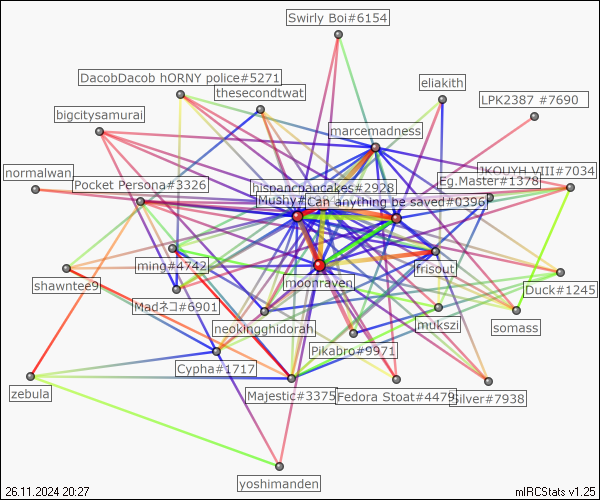 Swirly Boi#6154
DacobDacob hORNY police#5271
eliakith
thesecondtwat
LPK2387 #7690
bigcitysamurai
marcemadness
normalwan
JKOUYH VIII#7034
Eg.Master#1378
Pocket Persona#3326
hispancpancakes#2928
Mushy#
Can anything be saved#0396
ming#4742
frisout
shawntee9
moonraven
Duck#1245
Madネコ#6901
mukszi
somass
neokingghidorah
Pikabro#9971
Cypha#1717
zebula
Majestic#3375
Fedora Stoat#4479
Silver#7938
yoshimanden
26.11.2024 20:27
mIRCStats v1.25